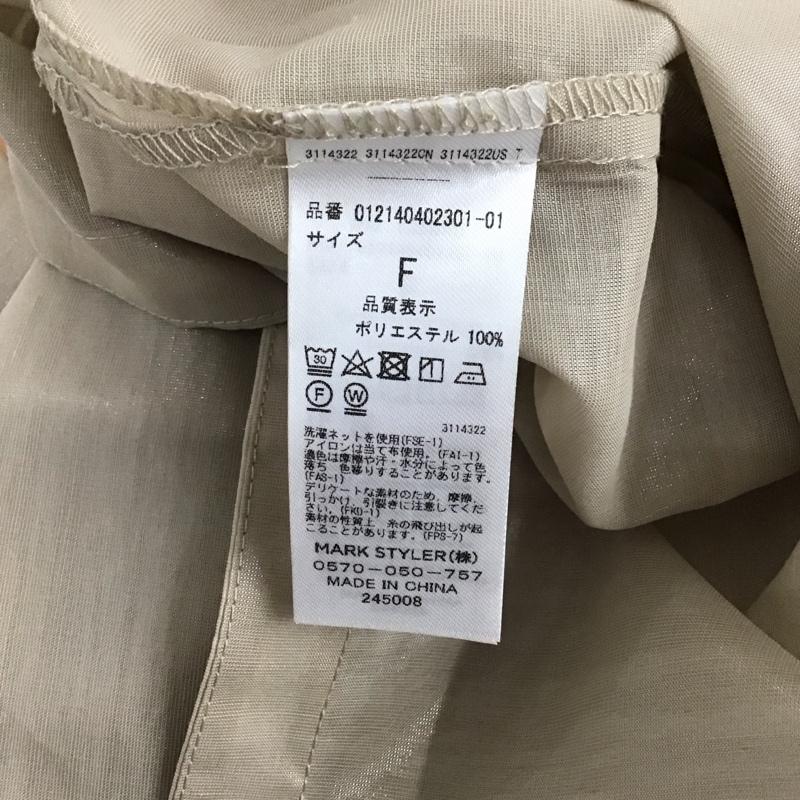 3114322 3114322CN 3114322US T
品番 012140402301-01
サイズ
F
品質表示
ポリエステル 100%
30
F W
3114322
洗濯ネットを使用(FSE-1)
アイロンは当て布使用。(FAI-1)
濃色は摩擦や汗・水分によって色
落ち 色移りすることがあります。
(FAS-1)
デリケートな素材のため、摩擦、
引っかけ、引裂きに注意してくだ
さい。(FKD-1)
素材の性質上、糸の飛び出しが起
こることがあります。(FPS-7)
MARK STYLER(株)
0570-050-757
MADE IN CHINA
245008